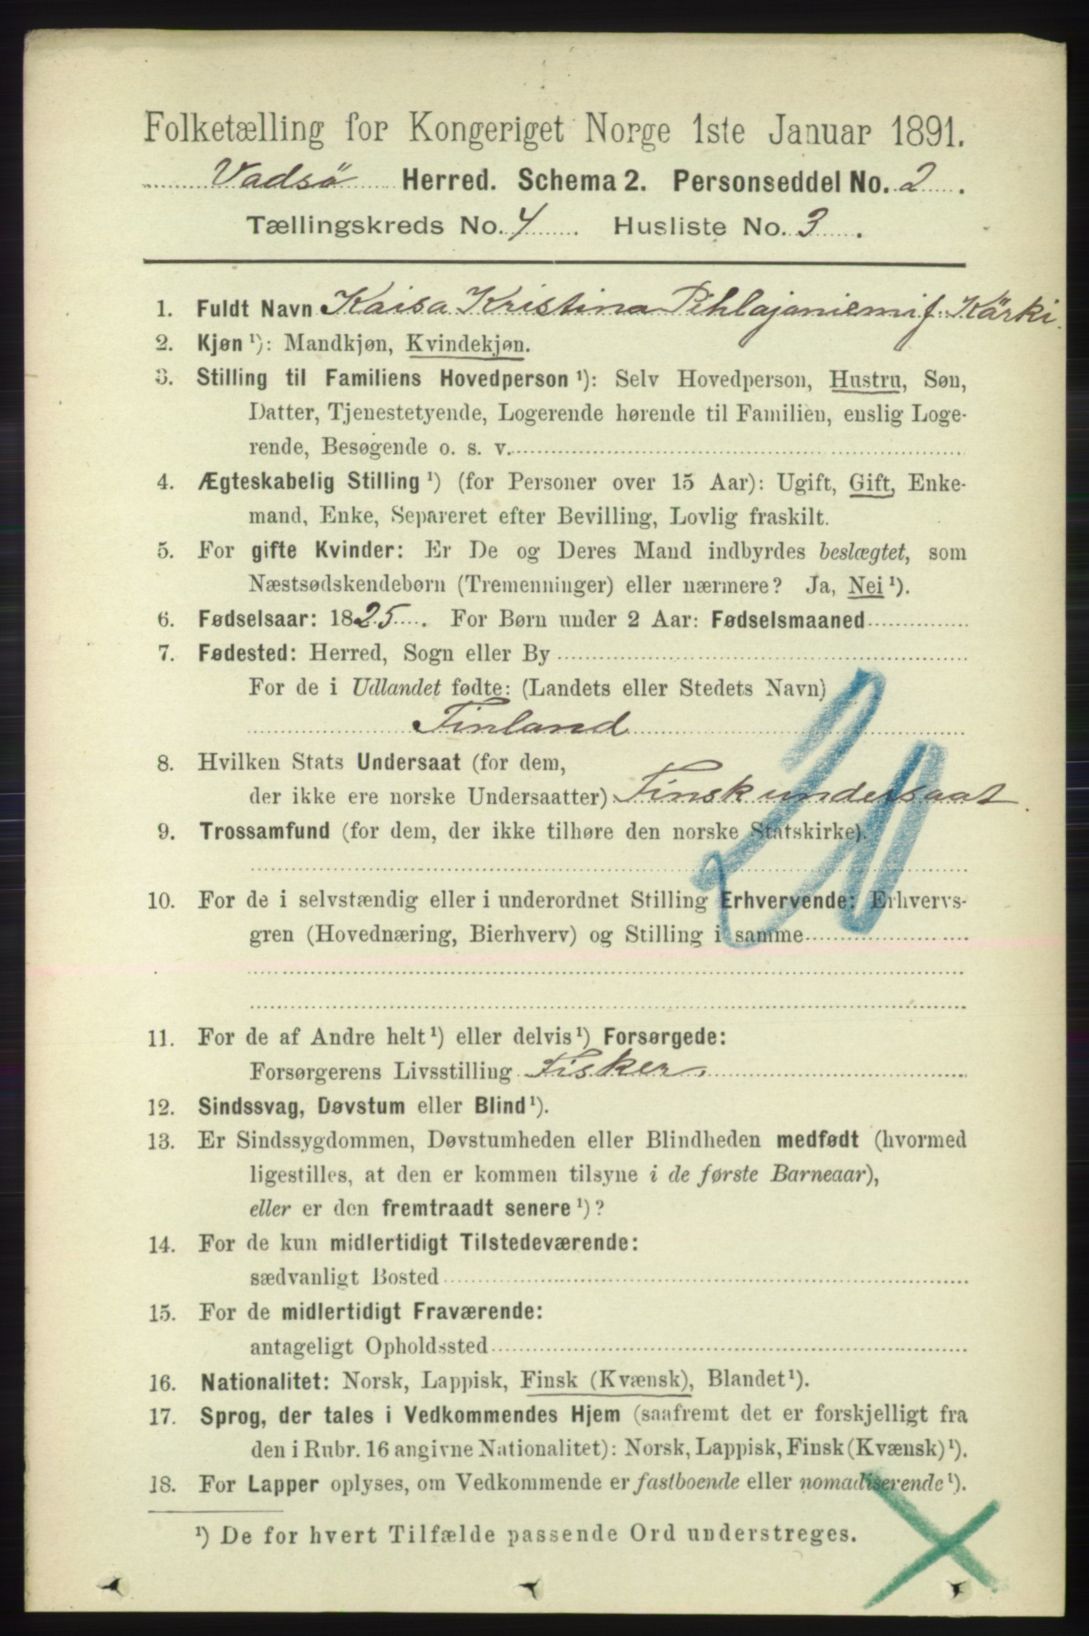 Folketælling for Kongeriget Norge 1ste Januar 1891.
Vadsö Herred. Schema 2. Personseddel No. 2.
Tællingskreds No. 4. Husliste No. 3.
1. Fuldt Navn Kaisa Kristina Pihlajaniemi f. Kärki.
2. Kjøn ¹): Mandkjøn, Kvindekjøn.
3. Stilling til Familiens Hovedperson ¹): Selv Hovedperson, Hustru, Søn,
Datter, Tjenestetyende, Logerende hørende til Familien, enslig Loge-
rende, Besøgende o. s. v.
4. Ægteskabelig Stilling ¹) (for Personer over 15 Aar): Ugift, Gift, Enke-
mand, Enke, Separeret efter Bevilling, Lovlig fraskilt.
5. For gifte Kvinder: Er De og Deres Mand indbyrdes beslægtet, som
Næstsødskendebørn (Tremenninger) eller nærmere? Ja, Nei ¹).
6. Fødselsaar: 1825. For Børn under 2 Aar: Fødselsmaaned
7. Fødested: Herred, Sogn eller By
For de i Udlandet fødte: (Landets eller Stedets Navn)
Finland
8. Hvilken Stats Undersaat (for dem,
der ikke ere norske Undersaatter) Finsk undersaat.
9. Trossamfund (for dem, der ikke tilhøre den norske Statskirke).
20
10. For de i selvstændig eller i underordnet Stilling Erhvervende: Erhvervs-
gren (Hovednæring, Bierhverv) og Stilling i samme
11. For de af Andre helt ¹) eller delvis ¹) Forsørgede:
Forsørgerens Livsstilling Fisker.
12. Sindssvag, Døvstum eller Blind ¹).
13. Er Sindssygdommen, Døvstumheden eller Blindheden medfødt (hvormed
ligestilles, at den er kommen tilsyne i de første Barneaar),
eller er den fremtraadt senere ¹)?
14. For de kun midlertidigt Tilstedeværende:
sædvanligt Bosted
15. For de midlertidigt Fraværende:
antageligt Opholdssted
16. Nationalitet: Norsk, Lappisk, Finsk (Kvænsk), Blandet ¹).
17. Sprog, der tales i Vedkommendes Hjem (saafremt det er forskjelligt fra
den i Rubr. 16 angivne Nationalitet): Norsk, Lappisk, Finsk (Kvænsk) ¹).
18. For Lapper oplyses, om Vedkommende er fastboende eller nomadiserende ¹).
¹) De for hvert Tilfælde passende Ord understreges.